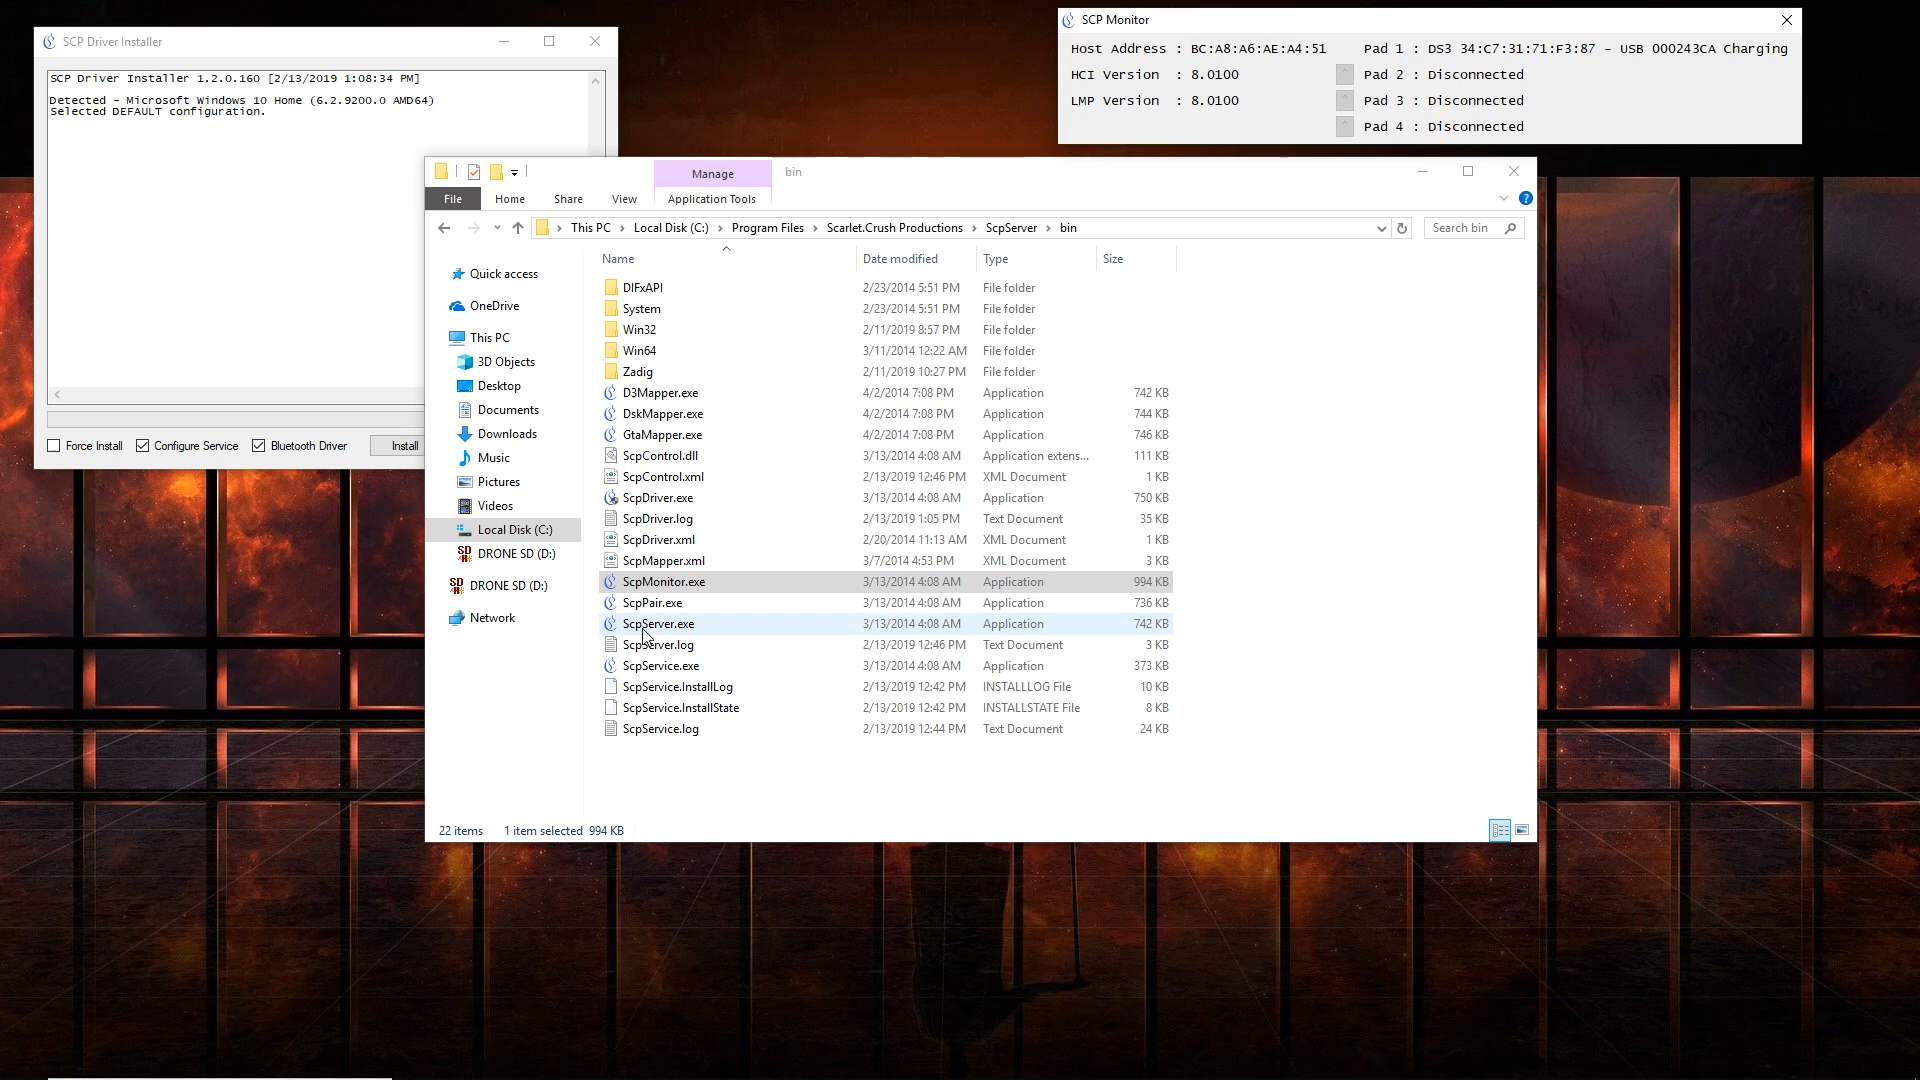 SCP Driver Installer
SCP Driver Installer 1.2.0.160 [2/13/2019 1:08:34 PM]
Detected - Microsoft Windows 10 Home (6.2.9200.0 AMD64)
Selected DEFAULT configuration.
Force Install
Configure Service
Bluetooth Driver
Install
SCP Monitor
Host Address : BC:A8:A6:AE:A4:51
Pad 1 : DS3 34:C7:31:71:F3:87 - USB 000243CA Charging
HCI Version : 8.0100
Pad 2 : Disconnected
LMP Version : 8.0100
Pad 3 : Disconnected
Pad 4 : Disconnected
Manage
bin
File
Home
Share
View
Application Tools
This PC
Local Disk (C:)
Program Files
Scarlet.Crush Productions
ScpServer
bin
Search bin
Quick access
OneDrive
This PC
3D Objects
Desktop
Documents
Downloads
Music
Pictures
Videos
Local Disk (C:)
DRONE SD (D:)
DRONE SD (D:)
Network
Name Date modified Type Size
DIFxAPI 2/23/2014 5:51 PM File folder
System 2/23/2014 5:51 PM File folder
Win32 2/11/2019 8:57 PM File folder
Win64 3/11/2014 12:22 AM File folder
Zadig 2/11/2019 10:27 PM File folder
D3Mapper.exe 4/2/2014 7:08 PM Application 742 KB
DskMapper.exe 4/2/2014 7:08 PM Application 744 KB
GtaMapper.exe 4/2/2014 7:08 PM Application 746 KB
ScpControl.dll 3/13/2014 4:08 AM Application extens... 111 KB
ScpControl.xml 2/13/2019 12:46 PM XML Document 1 KB
ScpDriver.exe 3/13/2014 4:08 AM Application 750 KB
ScpDriver.log 2/13/2019 1:05 PM Text Document 35 KB
ScpDriver.xml 2/20/2014 11:13 AM XML Document 1 KB
ScpMapper.xml 3/7/2014 4:53 PM XML Document 3 KB
ScpMonitor.exe 3/13/2014 4:08 AM Application 994 KB
ScpPair.exe 3/13/2014 4:08 AM Application 736 KB
ScpServer.exe 3/13/2014 4:08 AM Application 742 KB
ScpServer.log 2/13/2019 12:46 PM Text Document 3 KB
ScpService.exe 3/13/2014 4:08 AM Application 373 KB
ScpService.InstallLog 2/13/2019 12:42 PM INSTALLLOG File 10 KB
ScpService.InstallState 2/13/2019 12:42 PM INSTALLSTATE File 8 KB
ScpService.log 2/13/2019 12:44 PM Text Document 24 KB
22 items 1 item selected 994 KB